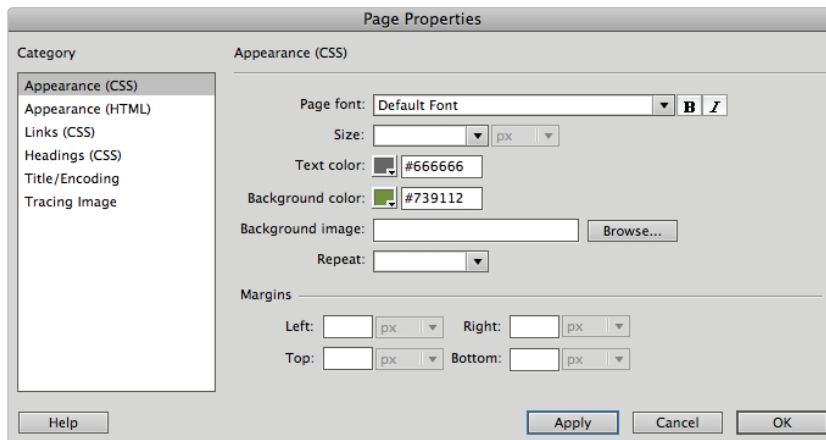 Page Properties
Category
Appearance (CSS)
Appearance (HTML)
Links (CSS)
Headings (CSS)
Title/Encoding
Tracing Image
Appearance (CSS)
Page font: Default Font B I
Size: px
Text color: #666666
Background color: #739112
Background image: Browse...
Repeat:
Margins
Left: px Right: px
Top: px Bottom: px
Help Apply Cancel OK